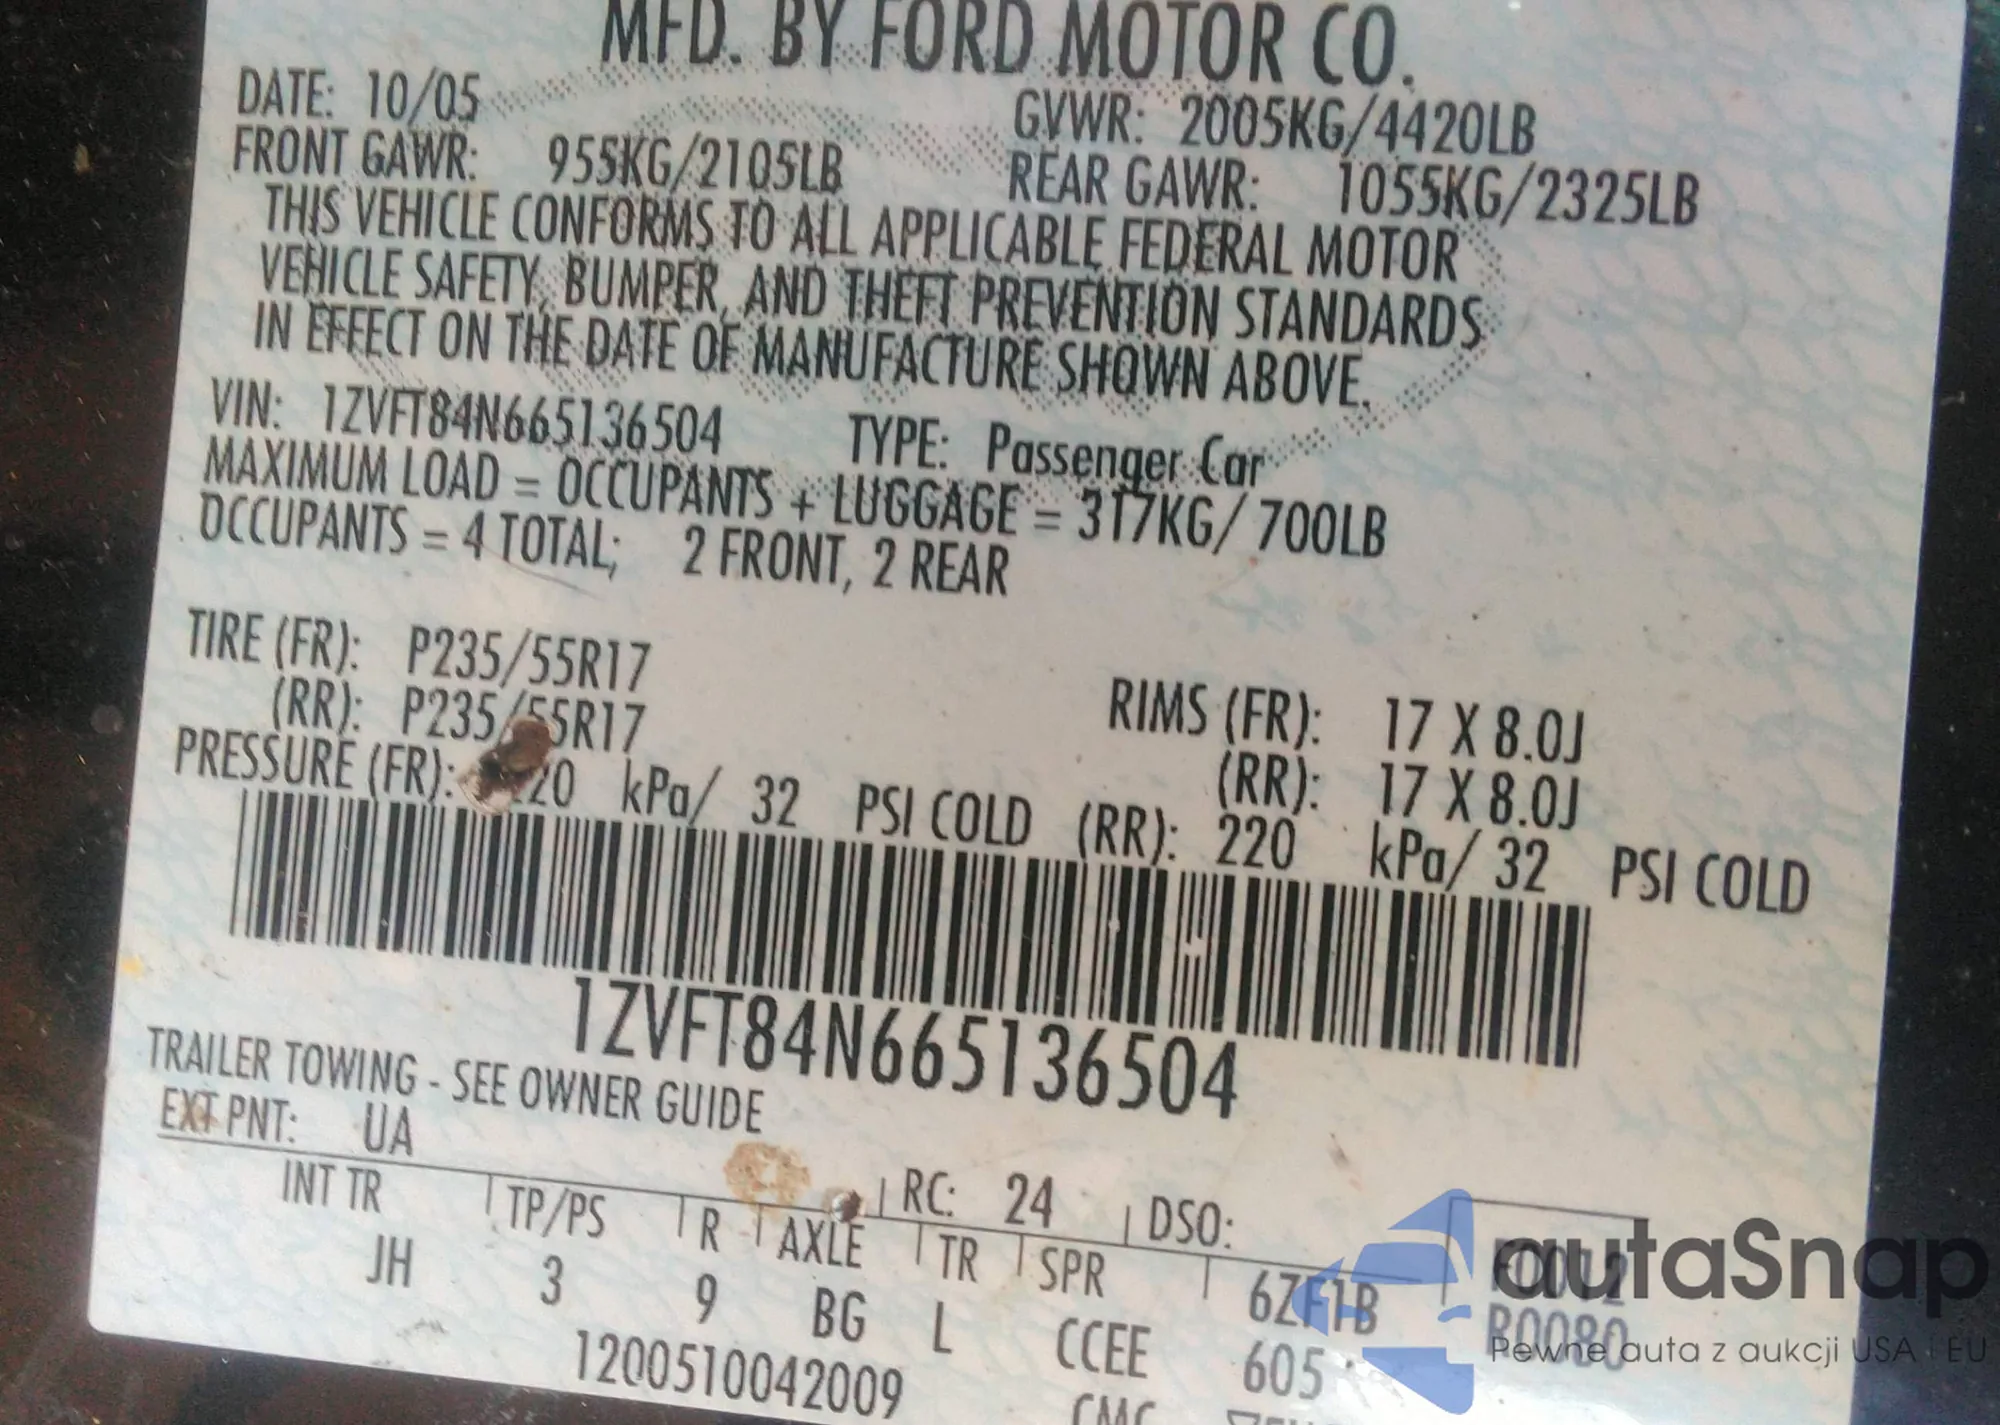 MFD. BY FORD MOTOR CO.
DATE: 10/05 GVWR: 2005KG/4420LB
FRONT GAWR: 955KG/2105LB REAR GAWR: 1055KG/2325LB
THIS VEHICLE CONFORMS TO ALL APPLICABLE FEDERAL MOTOR
VEHICLE SAFETY, BUMPER, AND THEFT PREVENTION STANDARDS
IN EFFECT ON THE DATE OF MANUFACTURE SHOWN ABOVE.
VIN: 1ZVFT84N665136504 TYPE: Passenger Car
MAXIMUM LOAD = OCCUPANTS + LUGGAGE = 317KG/ 700LB
OCCUPANTS = 4 TOTAL; 2 FRONT, 2 REAR
TIRE (FR): P235/55R17 RIMS (FR): 17 X 8.0J
(RR): P235/55R17 (RR): 17 X 8.0J
PRESSURE (FR): kPa/ 32 PSI COLD (RR): 220 kPa/ 32 PSI COLD
1ZVFT84N665136504
TRAILER TOWING - SEE OWNER GUIDE
EXT PNT: UA RC: 24 DSO:
INT TR TP/PS R AXLE TR SPR 6ZF1B F0012
JH 3 9 BG L CCEE 605 R0080
1200510042009
autaSnap
Pewne auta z aukcji USA i EU